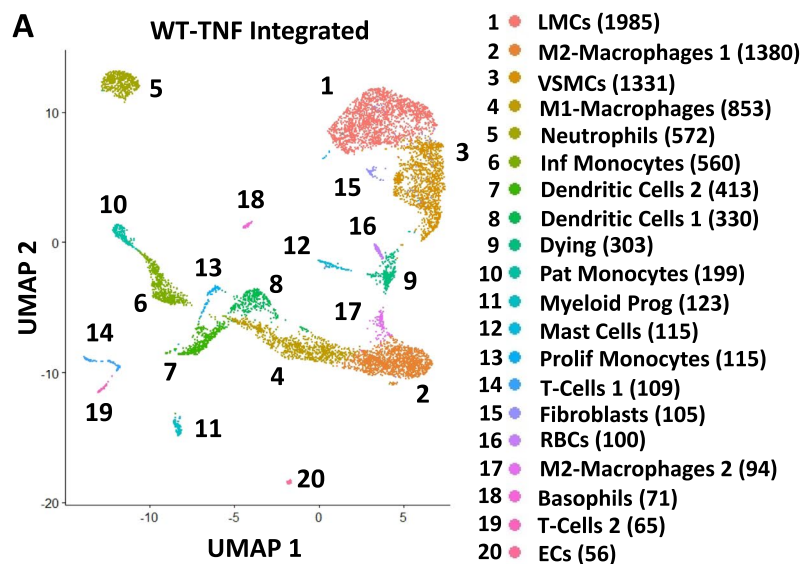 A
WT-TNF Integrated
UMAP 2
10
0
-10
-20
-10
-5
0
5
UMAP 1
1
2
3
4
5
6
7
8
9
10
11
12
13
14
15
16
17
18
19
20
1 LMCs (1985)
2 M2-Macrophages 1 (1380)
3 VSMCs (1331)
4 M1-Macrophages (853)
5 Neutrophils (572)
6 Inf Monocytes (560)
7 Dendritic Cells 2 (413)
8 Dendritic Cells 1 (330)
9 Dying (303)
10 Pat Monocytes (199)
11 Myeloid Prog (123)
12 Mast Cells (115)
13 Prolif Monocytes (115)
14 T-Cells 1 (109)
15 Fibroblasts (105)
16 RBCs (100)
17 M2-Macrophages 2 (94)
18 Basophils (71)
19 T-Cells 2 (65)
20 ECs (56)